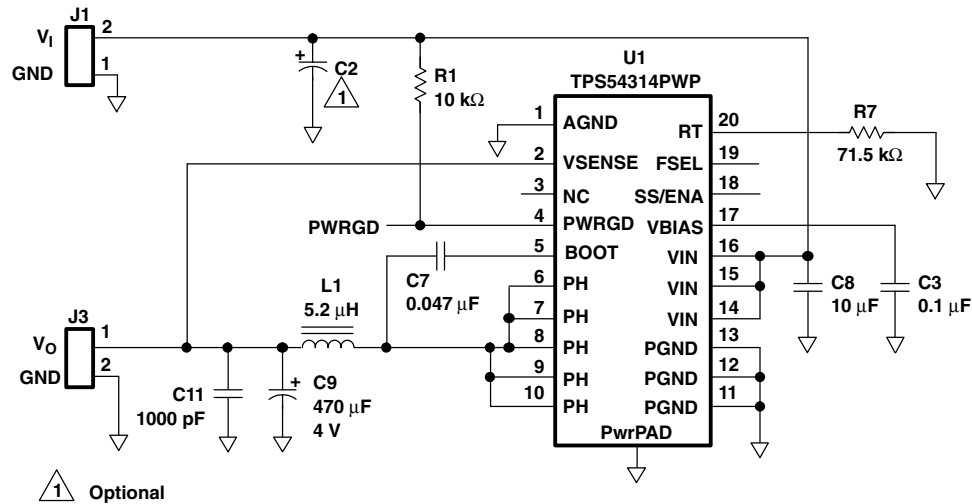 J1
V_I 2
GND 1
C2
1
R1
10 kΩ
U1
TPS54314PWP
1 AGND
2 VSENSE
3 NC
4 PWRGD
5 BOOT
6 PH
7 PH
8 PH
9 PH
10 PH
RT 20
FSEL 19
SS/ENA 18
VBIAS 17
VIN 16
VIN 15
VIN 14
PGND 13
PGND 12
PGND 11
PwrPAD
R7
71.5 kΩ
PWRGD
C7
0.047 μF
L1
5.2 μH
C8
10 μF
C3
0.1 μF
J3
V_O 1
GND 2
C11
1000 pF
+ C9
470 μF
4 V
+
1 Optional